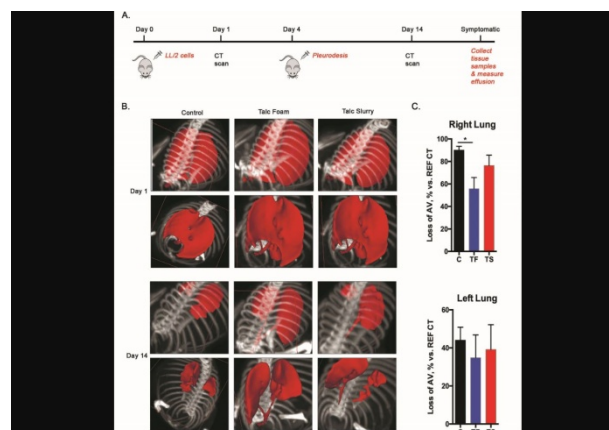 A.
Day 0 Day 1 Day 4 Day 14 Symptomatic
LL/2 cells CT scan Pleurodesis CT scan Collect tissue samples & measure effusion
B. C.
Control Talc Foam Talc Slurry
Day 1
Day 14
Right Lung
Loss of AV, % vs. REF CT
100
80
60
40
20
0
*
C TF TS
Left Lung
Loss of AV, % vs. REF CT
60
40
20
0